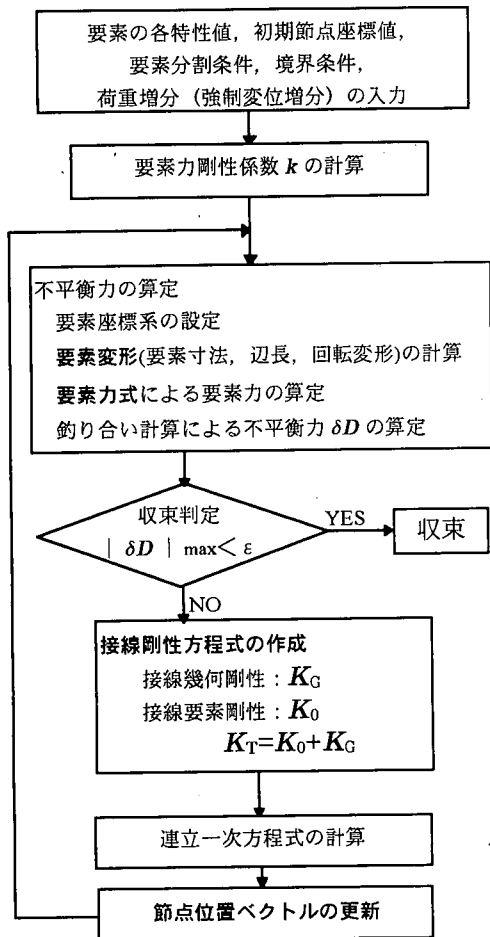 要素の各特性値，初期節点座標値，
要素分割条件，境界条件，
荷重増分（強制変位増分）の入力
要素力剛性係数 k の計算
不平衡力の算定
要素座標系の設定
要素変形(要素寸法，辺長，回転変形)の計算
要素力式による要素力の算定
釣り合い計算による不平衡力 δD の算定
収束判定
| δD | max< ε
YES
収束
NO
接線剛性方程式の作成
接線幾何剛性：KG
接線要素剛性：K0
KT=K0+KG
連立一次方程式の計算
節点位置ベクトルの更新